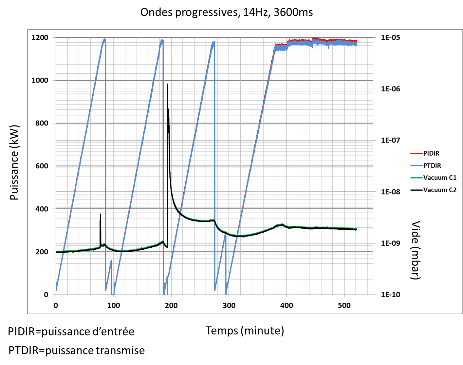 Ondes progressives, 14Hz, 3600ms
1200
1000
800
600
400
200
0
Puissance (kW)
1E-05
1E-06
1E-07
1E-08
1E-09
1E-10
Vide (mbar)
PIDIR
PTDIR
Vacuum C1
Vacuum C2
0
100
200
300
400
500
Temps (minute)
PIDIR=puissance d'entrée
PTDIR=puissance transmise